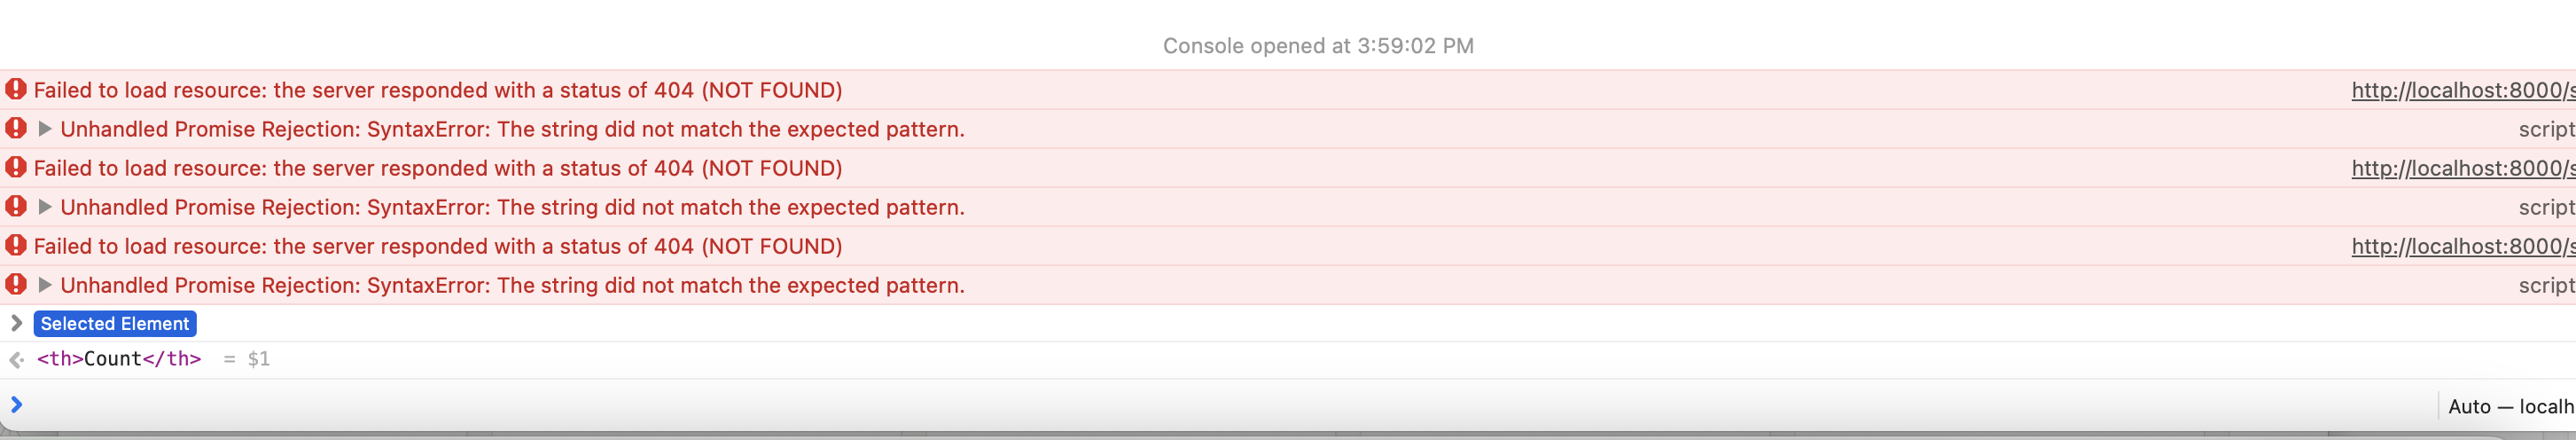 Console opened at 3:59:02 PM
Failed to load resource: the server responded with a status of 404 (NOT FOUND) http://localhost:8000/s
Unhandled Promise Rejection: SyntaxError: The string did not match the expected pattern. script
Failed to load resource: the server responded with a status of 404 (NOT FOUND) http://localhost:8000/s
Unhandled Promise Rejection: SyntaxError: The string did not match the expected pattern. script
Failed to load resource: the server responded with a status of 404 (NOT FOUND) http://localhost:8000/s
Unhandled Promise Rejection: SyntaxError: The string did not match the expected pattern. script
Selected Element
<th>Count</th> = $1
Auto — localh